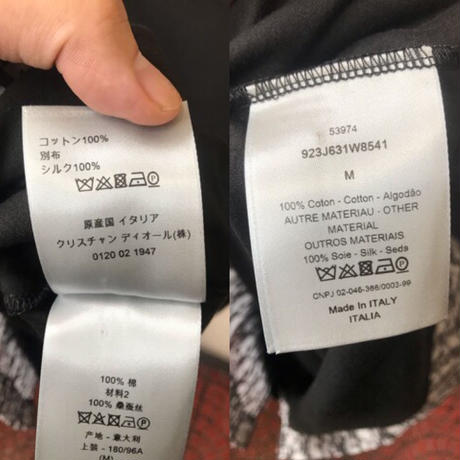 コットン100%
別布
シルク100%
原産国 イタリア
クリスチャン ディオール(株)
0120 02 1947
100% 棉
材料2
100% 桑蚕丝
产地 - 意大利
上装 - 180/96A
(M)
53974
923J631W8541
M
100% Coton - Cotton - Algodão
AUTRE MATERIAU - OTHER
MATERIAL
OUTROS MATERIAIS
100% Soie - Silk - Seda
CNPJ 02-046-366/0003-99
Made in ITALY
ITALIA